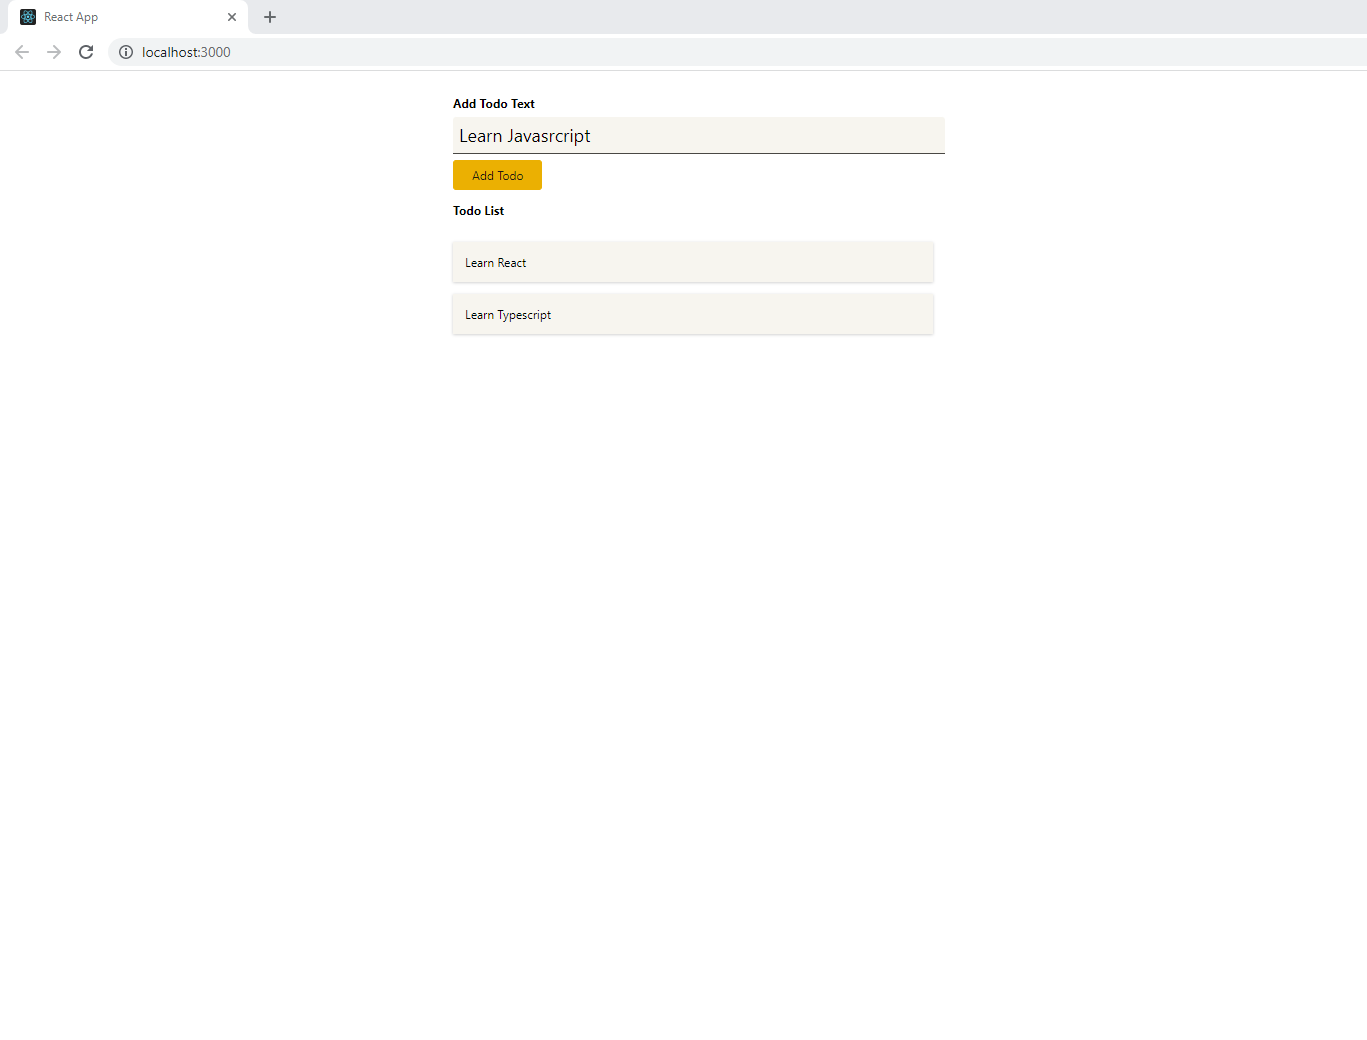 React App
localhost:3000
Add Todo Text
Learn Javasrcript
Add Todo
Todo List
Learn React
Learn Typescript